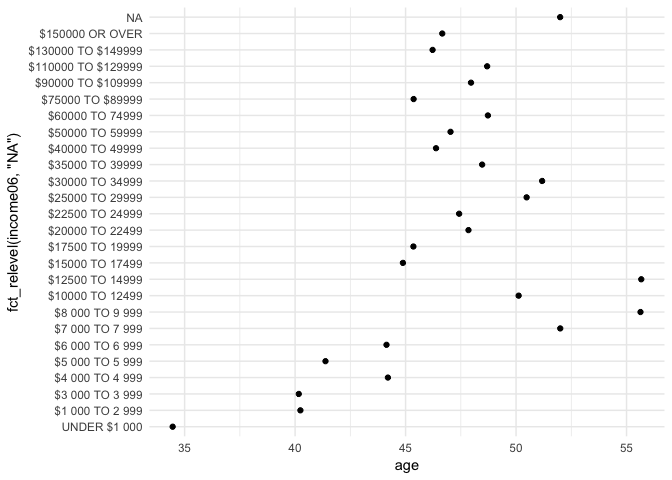 NA
$150000 OR OVER
$130000 TO $149999
$110000 TO $129999
$90000 TO $109999
$75000 TO $89999
$60000 TO 74999
$50000 TO 59999
$40000 TO 49999
$35000 TO 39999
$30000 TO 34999
$25000 TO 29999
$22500 TO 24999
$20000 TO 22499
$17500 TO 19999
$15000 TO 17499
$12500 TO 14999
$10000 TO 12499
$8 000 TO 9 999
$7 000 TO 7 999
$6 000 TO 6 999
$5 000 TO 5 999
$4 000 TO 4 999
$3 000 TO 3 999
$1 000 TO 2 999
UNDER $1 000
fct_relevel(income06, "NA")
35 40 45 50 55
age